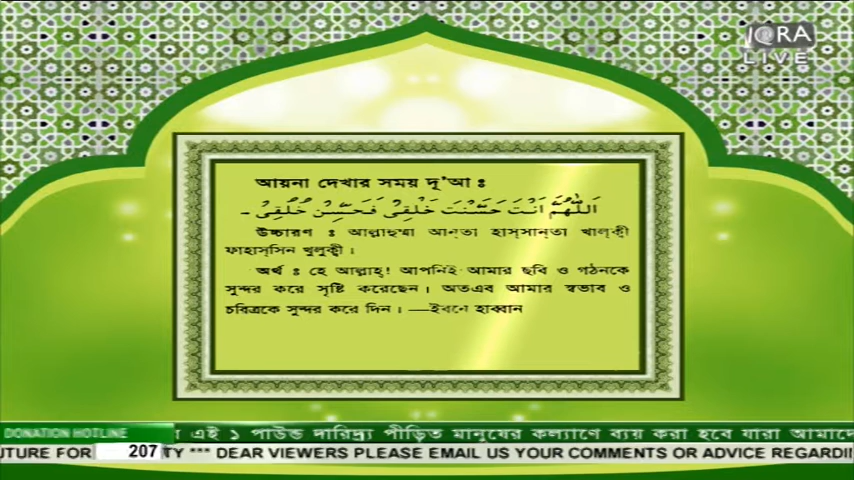 IQRA
LIVE
আয়না দেখার সময় দু'আ ঃ
اَللّٰهُمَّ اَنْتَ حَسَّنْتَ خَلْقِىْ فَحَسِّنْ خُلُقِىْ -
উচ্চারণ ঃ আল্লাহুম্মা আন্‌তা হাস্‌সান্‌তা খাল্‌ক্বী
ফাহাস্‌সিন খুলুক্বী।
অর্থ ঃ হে আল্লাহ্! আপনিই আমার ছবি ও গঠনকে
সুন্দর করে সৃষ্টি করেছেন। অতএব আমার স্বভাব ও
চরিত্রকে সুন্দর করে দিন। —ইবনে হাব্বান
DONATION HOTLINE এই ১ পাউন্ড দারিদ্র্য পীড়িত মানুষের কল্যাণে ব্যয় করা হবে যারা আমাদে
UTURE FOR 207 TY *** DEAR VIEWERS PLEASE EMAIL US YOUR COMMENTS OR ADVICE REGARDI